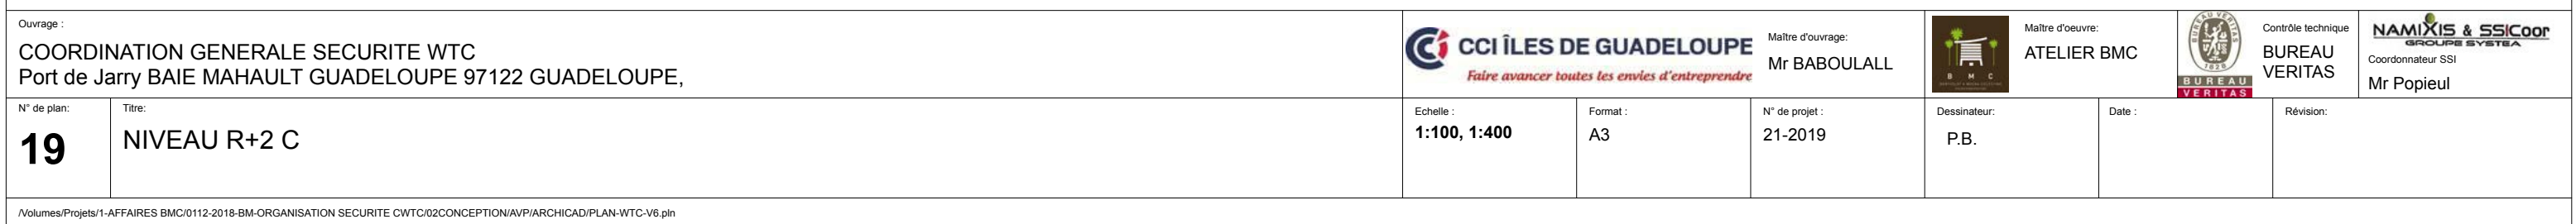 Ouvrage :
COORDINATION GENERALE SECURITE WTC
Port de Jarry BAIE MAHAULT GUADELOUPE 97122 GUADELOUPE,
CCI ÎLES DE GUADELOUPE
Faire avancer toutes les envies d'entreprendre
Maître d'ouvrage:
Mr BABOULALL
B M C
Maître d'oeuvre:
ATELIER BMC
BUREAU VERITAS
1828
BUREAU
VERITAS
Contrôle technique
BUREAU
VERITAS
NAMIXIS & SSICoor
GROUPE SYSTEA
Coordonnateur SSI
Mr Popieul
N° de plan:
19
Titre:
NIVEAU R+2 C
Echelle :
1:100, 1:400
Format :
A3
N° de projet :
21-2019
Dessinateur:
P.B.
Date :
Révision:
/Volumes/Projets/1-AFFAIRES BMC/0112-2018-BM-ORGANISATION SECURITE CWTC/02CONCEPTION/AVP/ARCHICAD/PLAN-WTC-V6.pln